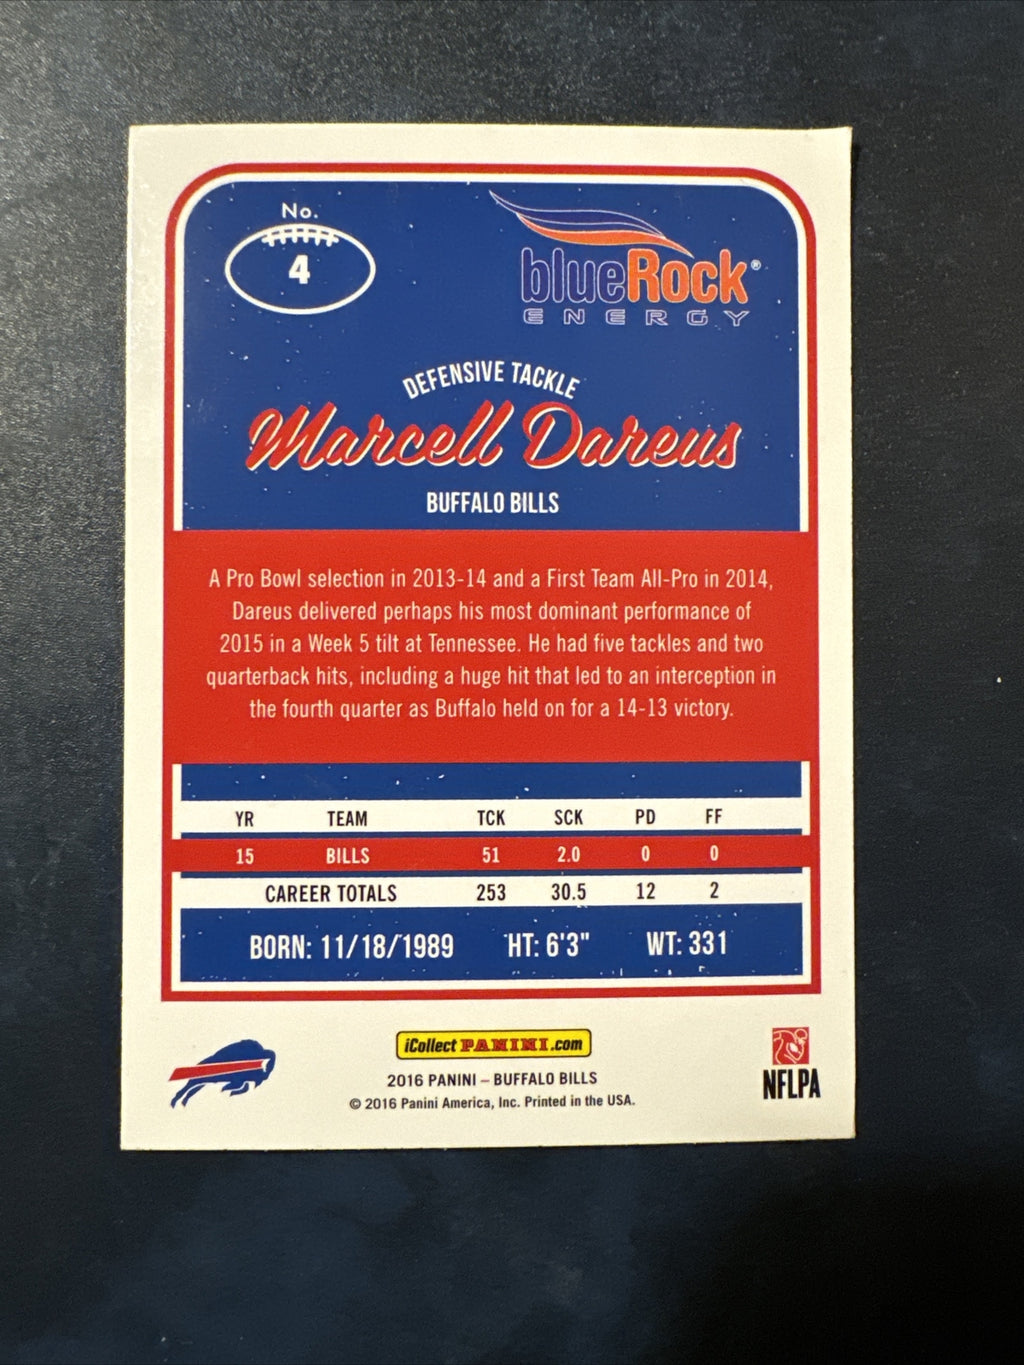 No.
4
blueRock®
ENERGY
DEFENSIVE TACKLE
Marcell Dareus
BUFFALO BILLS
A Pro Bowl selection in 2013-14 and a First Team All-Pro in 2014,
Dareus delivered perhaps his most dominant performance of
2015 in a Week 5 tilt at Tennessee. He had five tackles and two
quarterback hits, including a huge hit that led to an interception in
the fourth quarter as Buffalo held on for a 14-13 victory.
YR TEAM TCK SCK PD FF
15 BILLS 51 2.0 0 0
CAREER TOTALS 253 30.5 12 2
BORN: 11/18/1989 HT: 6'3" WT: 331
iCollect PANINI.com
2016 PANINI – BUFFALO BILLS
© 2016 Panini America, Inc. Printed in the USA.
NFLPA